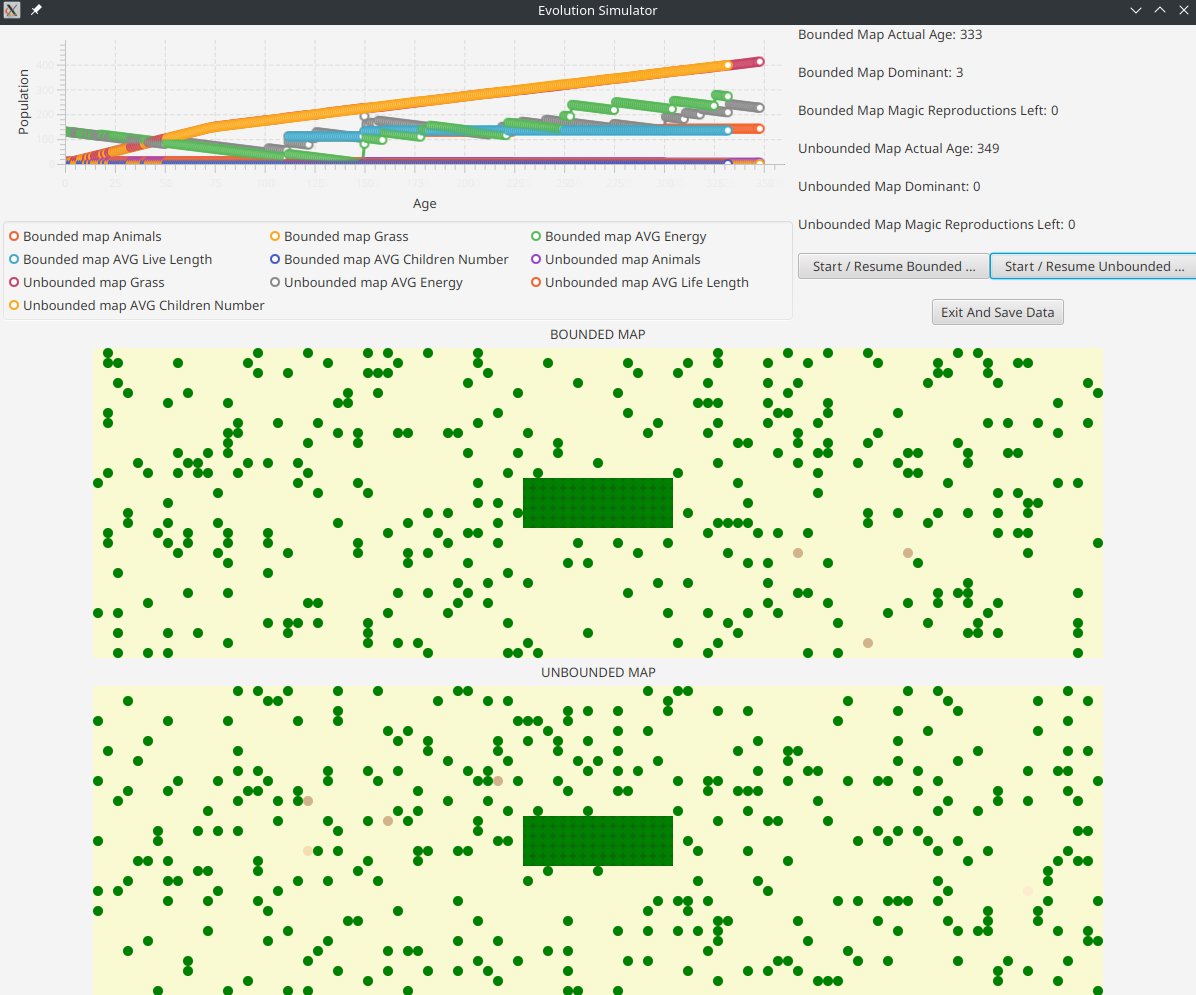 Evolution Simulator
Bounded Map Actual Age: 333
Bounded Map Dominant: 3
Bounded Map Magic Reproductions Left: 0
Unbounded Map Actual Age: 349
Unbounded Map Dominant: 0
Unbounded Map Magic Reproductions Left: 0
Start / Resume Bounded ...
Start / Resume Unbounded ...
Exit And Save Data
Population
400
300
200
100
0
0
25
50
75
100
125
150
175
200
225
250
275
300
325
350
Age
Bounded map Animals
Bounded map Grass
Bounded map AVG Energy
Bounded map AVG Live Length
Bounded map AVG Children Number
Unbounded map Animals
Unbounded map Grass
Unbounded map AVG Energy
Unbounded map AVG Life Length
Unbounded map AVG Children Number
BOUNDED MAP
UNBOUNDED MAP